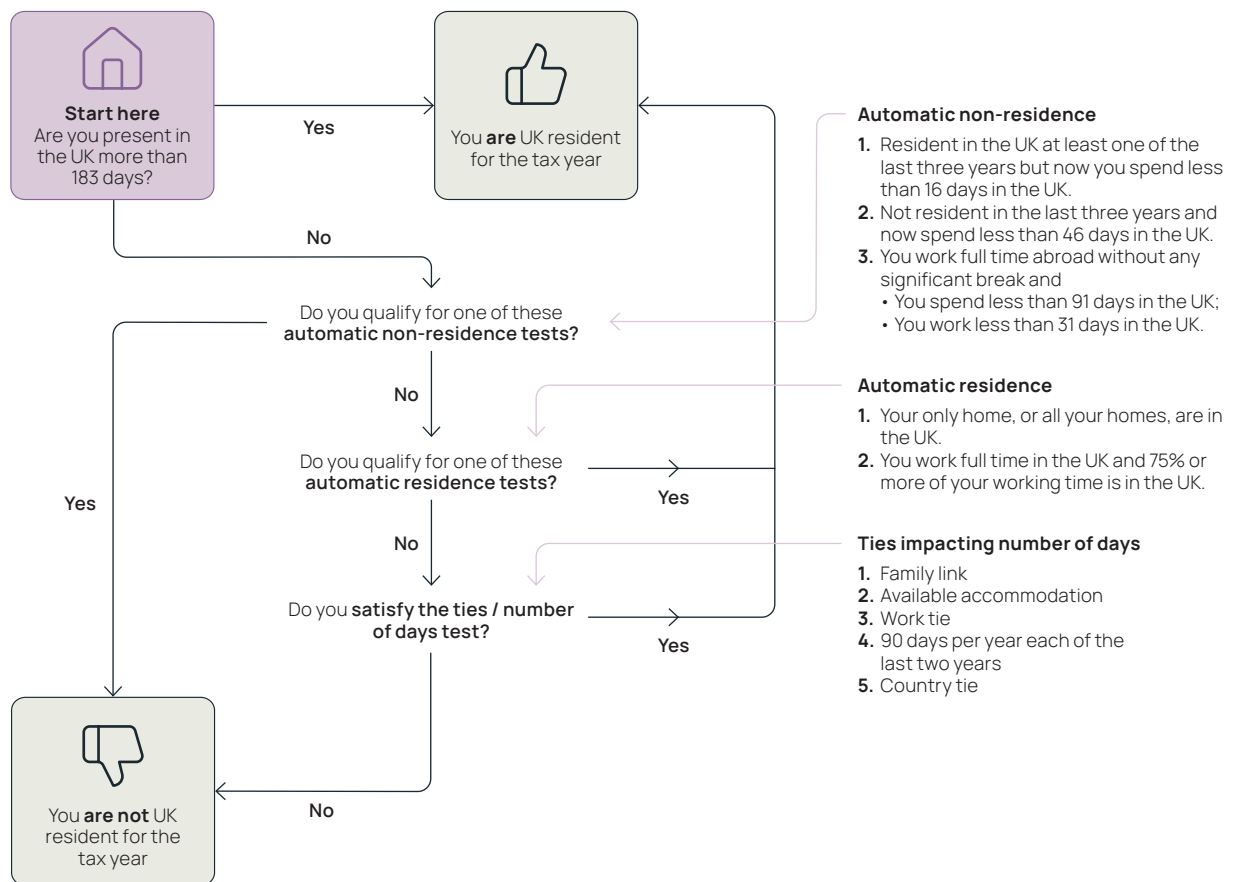 Start here
Are you present in
the UK more than
183 days?
Yes
You are UK resident
for the tax year
No
Do you qualify for one of these
automatic non-residence tests?
No
Do you qualify for one of these
automatic residence tests?
Yes
Yes
No
Do you satisfy the ties / number
of days test?
Yes
You are not UK
resident for the
tax year
No
Automatic non-residence
1. Resident in the UK at least one of the
last three years but now you spend less
than 16 days in the UK.
2. Not resident in the last three years and
now spend less than 46 days in the UK.
3. You work full time abroad without any
significant break and
• You spend less than 91 days in the UK;
• You work less than 31 days in the UK.
Automatic residence
1. Your only home, or all your homes, are in
the UK.
2. You work full time in the UK and 75% or
more of your working time is in the UK.
Ties impacting number of days
1. Family link
2. Available accommodation
3. Work tie
4. 90 days per year each of the
last two years
5. Country tie